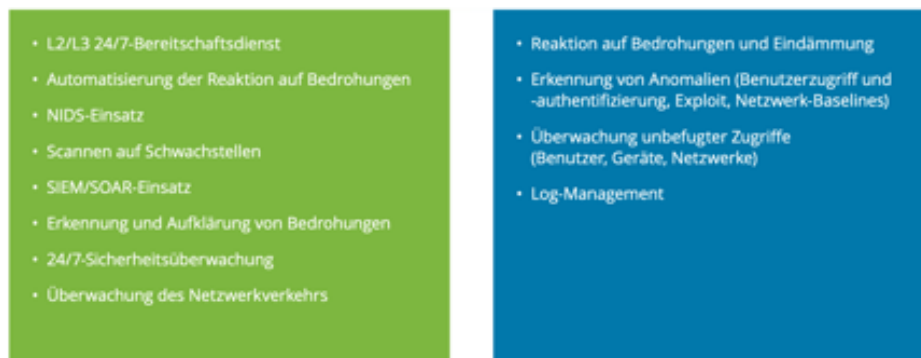 • L2/L3 24/7-Bereitschaftsdienst
• Automatisierung der Reaktion auf Bedrohungen
• NIDS-Einsatz
• Scannen auf Schwachstellen
• SIEM/SOAR-Einsatz
• Erkennung und Aufklärung von Bedrohungen
• 24/7-Sicherheitsüberwachung
• Überwachung des Netzwerkverkehrs
• Reaktion auf Bedrohungen und Eindämmung
• Erkennung von Anomalien (Benutzerzugriff und
-authentifizierung, Exploit, Netzwerk-Baselines)
• Überwachung unbefugter Zugriffe
(Benutzer, Geräte, Netzwerke)
• Log-Management